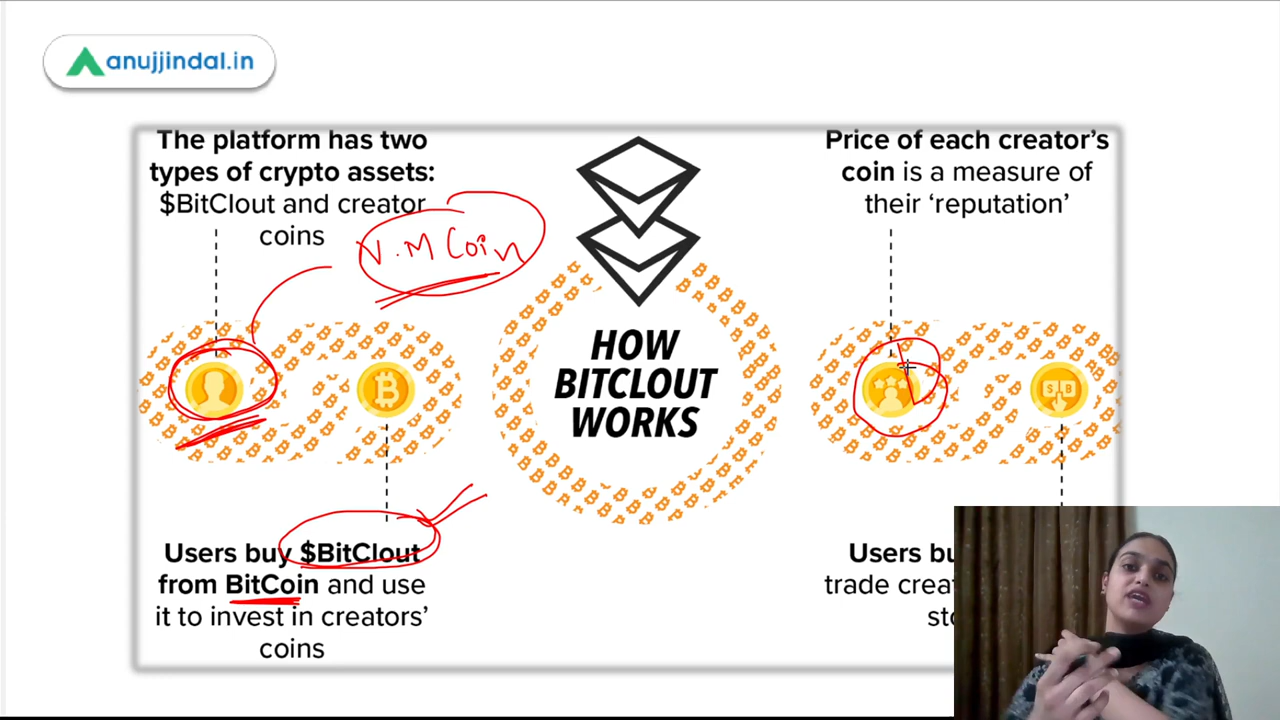 anujjindal.in
The platform has two
types of crypto assets:
$BitClout and creator
coins
N.M Coin
HOW
BITCLOUT
WORKS
Price of each creator's
coin is a measure of
their 'reputation'
Users buy $BitClout
from BitCoin and use
it to invest in creators'
coins
Users bu
trade crea
sto